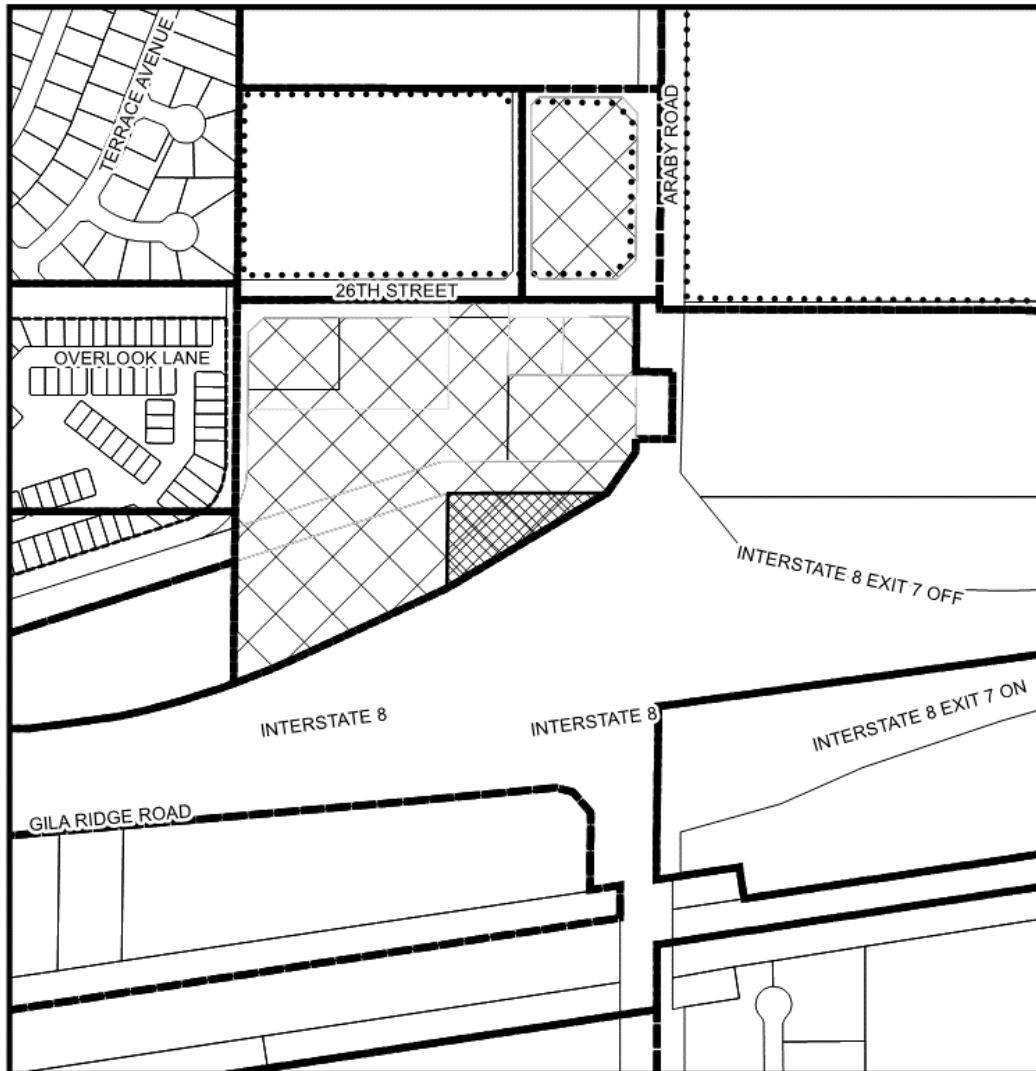 TERRACE AVENUE
ARABY ROAD
26TH STREET
OVERLOOK LANE
INTERSTATE 8 EXIT 7 OFF
INTERSTATE 8
INTERSTATE 8
INTERSTATE 8 EXIT 7 ON
GILA RIDGE ROAD